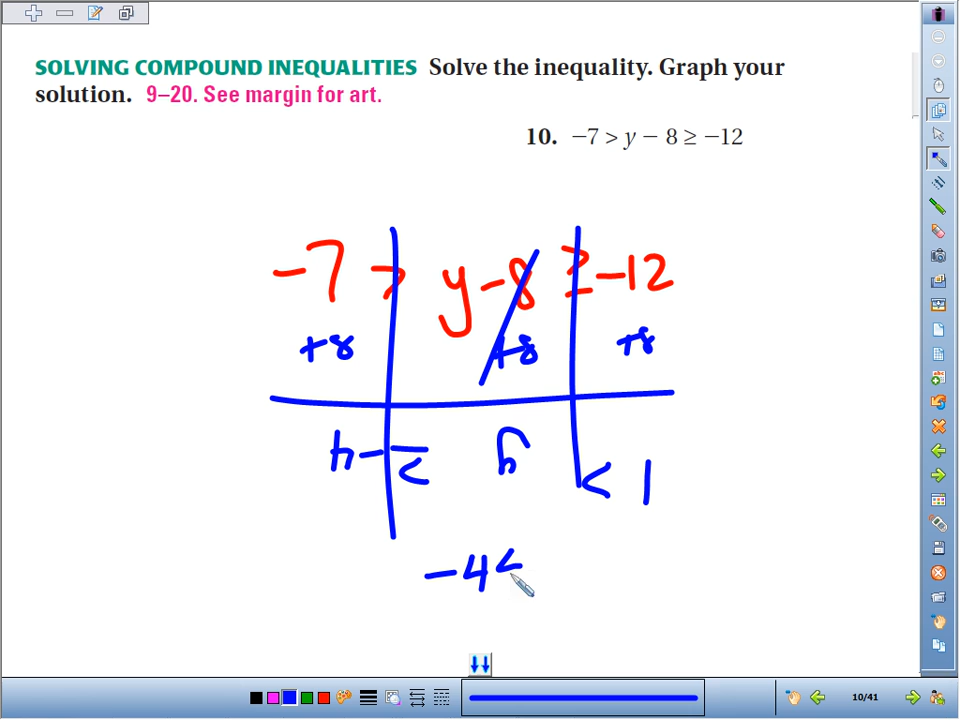 SOLVING COMPOUND INEQUALITIES Solve the inequality. Graph your
solution. 9–20. See margin for art.
10. −7 > y − 8 ≥ −12
-7 > y-8 ≥ -12
+8 +8 +8
1 > y ≥ -4
-4 <
10/41